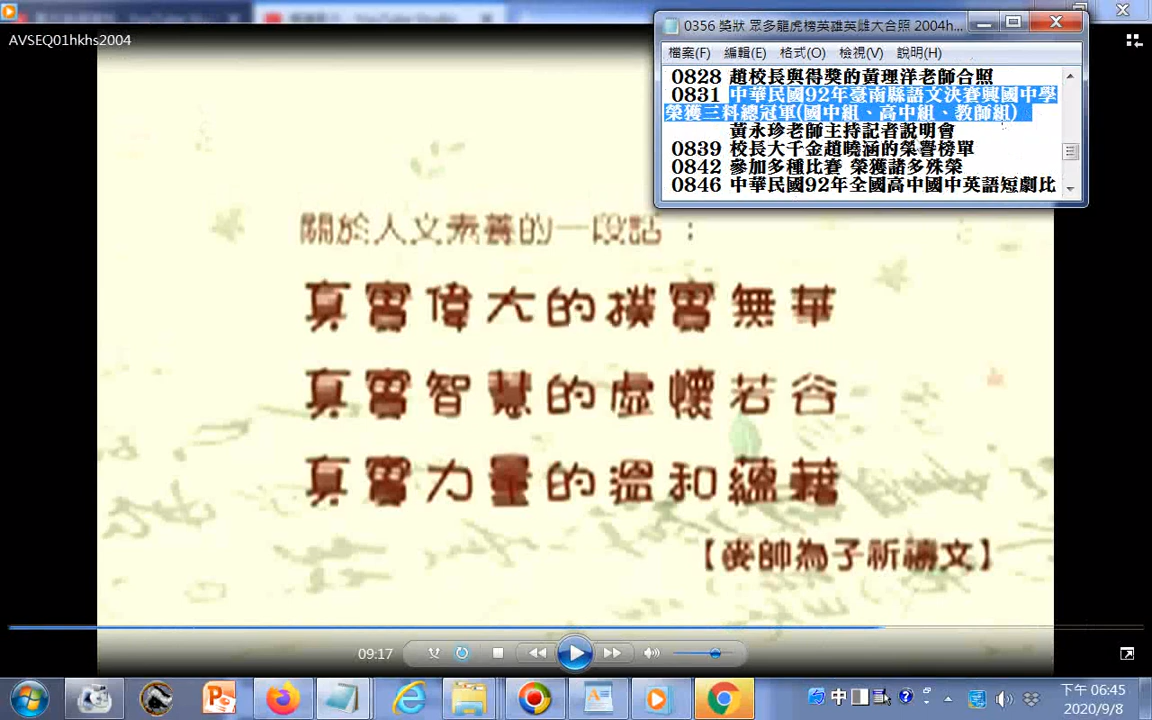 AVSEQ01hkhs2004
0356 獎狀 眾多龍虎榜英雄英雌大合照 2004h...
檔案(F) 編輯(E) 格式(O) 檢視(V) 說明(H)
0828 趙校長與得獎的黃理洋老師合照
0831 中華民國92年臺南縣語文決賽興國中學
榮獲三科總冠軍(國中組、高中組、教師組)
黃永珍老師主持記者說明會
0839 校長大千金趙曉涵的榮譽榜單
0842 參加多種比賽 榮獲諸多殊榮
0846 中華民國92年全國高中國中英語短劇比
關於人文素養的一段話：
真實偉大的樸實無華
真實智慧的虛懷若谷
真實力量的溫和蘊藉
【麥帥為子祈禱文】
09:17
中
下午 06:45
2020/9/8